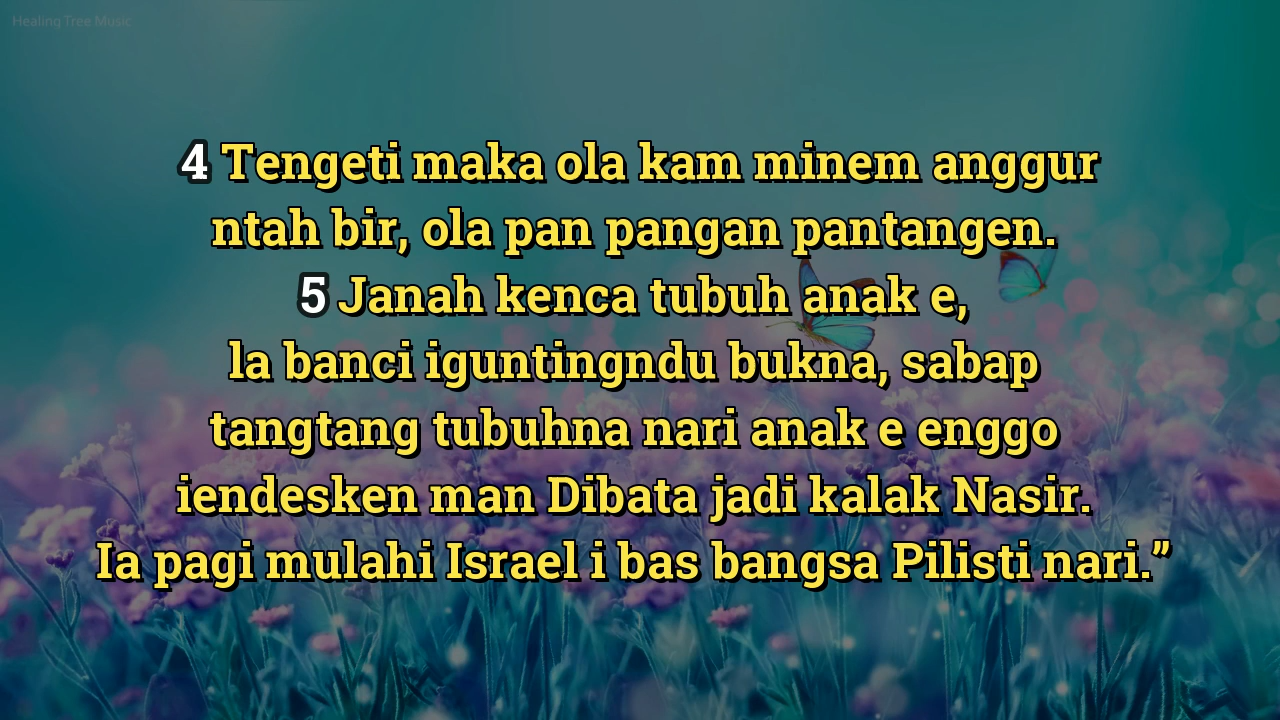 Healing Tree Music
4 Tengeti maka ola kam minem anggur
ntah bir, ola pan pangan pantangen.
5 Janah kenca tubuh anak e,
la banci iguntingndu bukna, sabap
tangtang tubuhna nari anak e enggo
iendesken man Dibata jadi kalak Nasir.
Ia pagi mulahi Israel i bas bangsa Pilisti nari.”